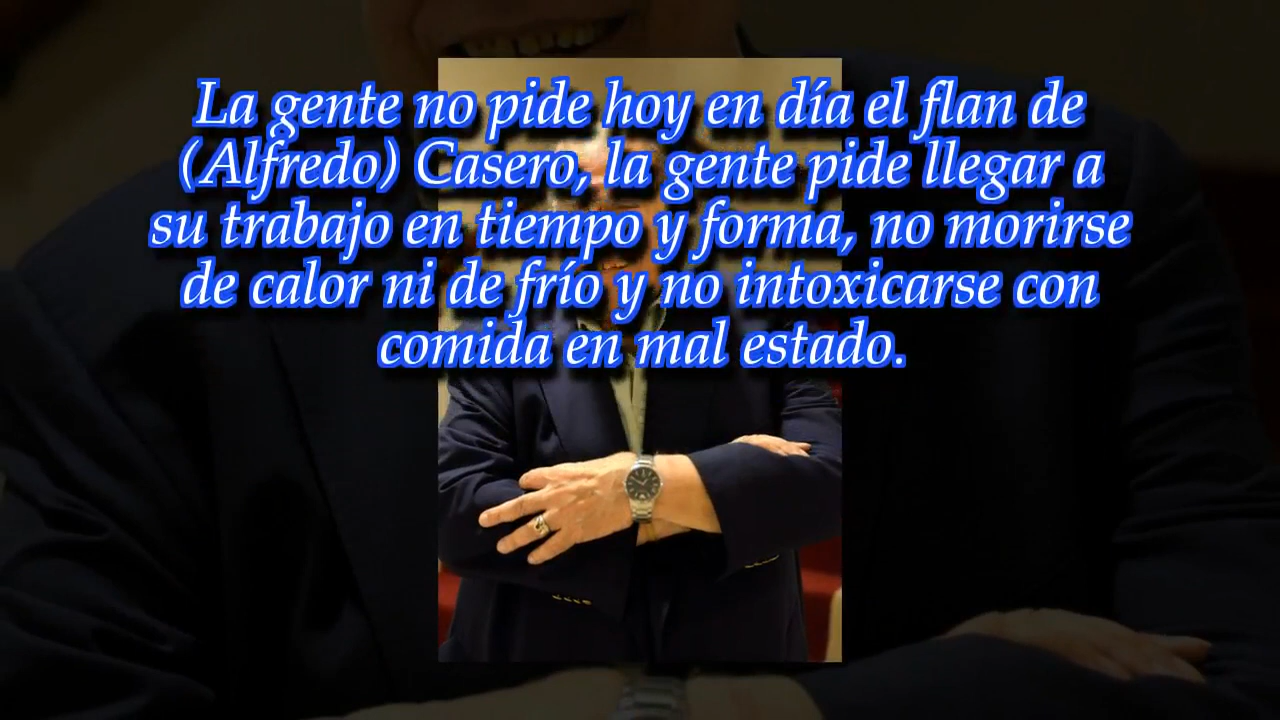 La gente no pide hoy en día el flan de
(Alfredo) Casero, la gente pide llegar a
su trabajo en tiempo y forma, no morirse
de calor ni de frío y no intoxicarse con
comida en mal estado.